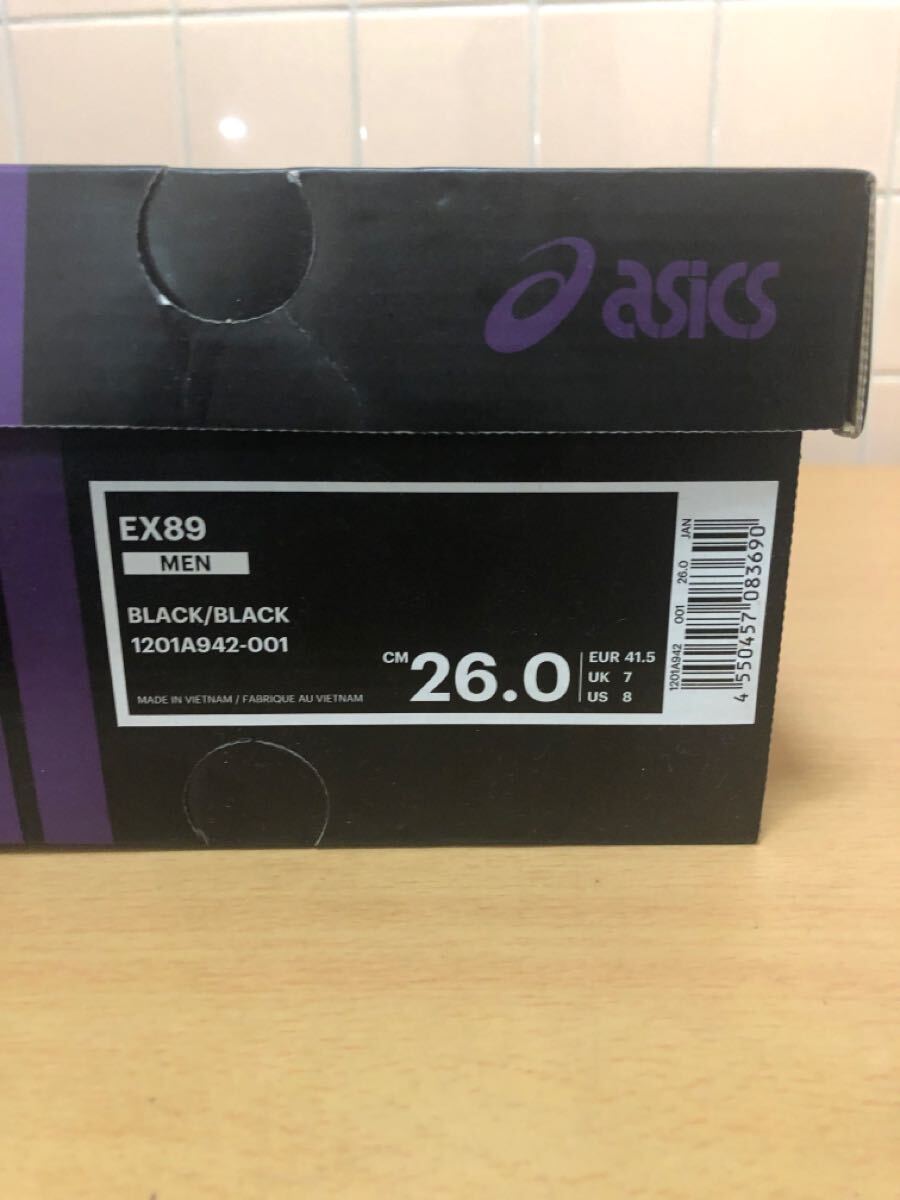 asics
EX89
MEN
BLACK/BLACK
1201A942-001
MADE IN VIETNAM / FABRIQUE AU VIETNAM
CM 26.0
EUR 41.5
UK 7
US 8
1201A942 001 26.0 JAN
4 550457 083690